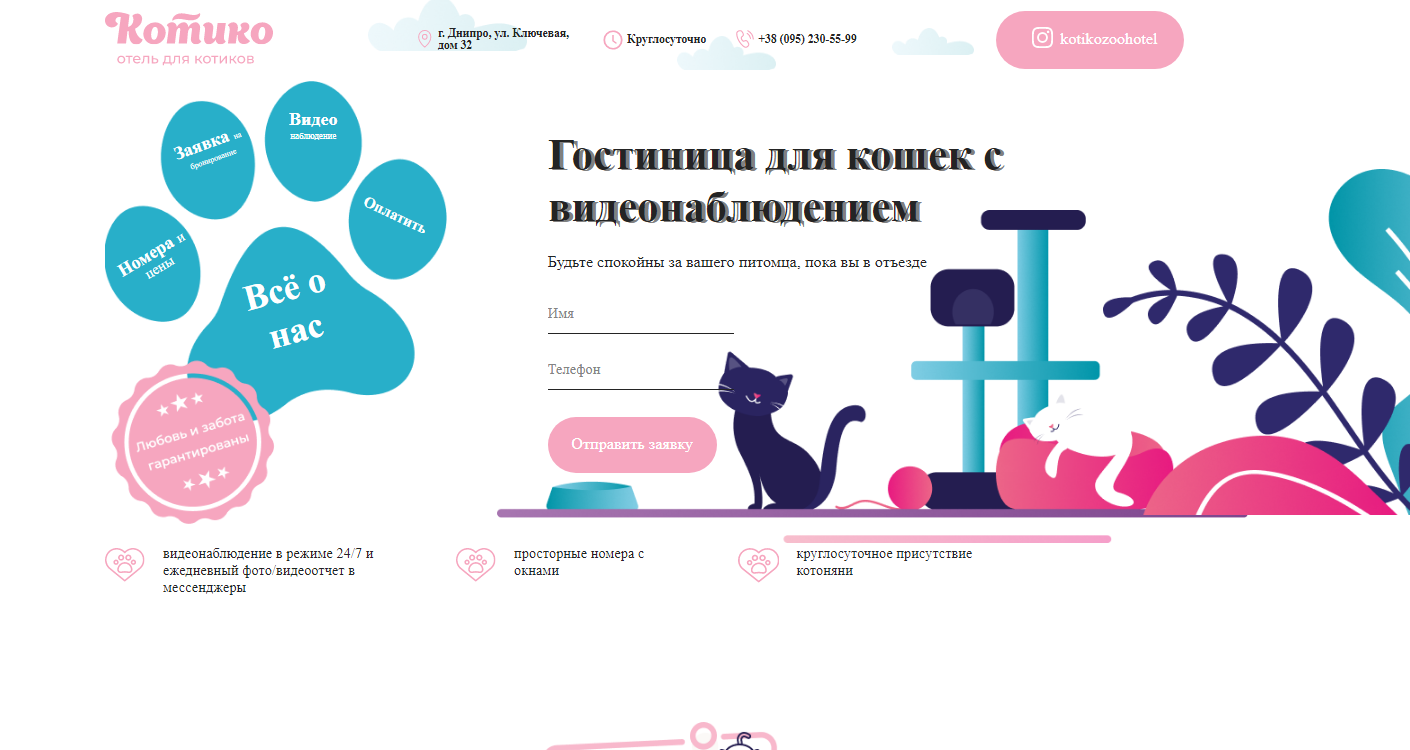 Котико
отель для котиков
г. Днипро, ул. Ключевая,
дом 32
Круглосуточно
+38 (095) 230-55-99
kotikozoohotel
Заявка на
бронирование
Видео
наблюдение
Оплатить
Номера и
цены
Всё о
нас
Любовь и забота
гарантированы
Гостиница для кошек с
видеонаблюдением
Будьте спокойны за вашего питомца, пока вы в отъезде
Имя
Телефон
Отправить заявку
видеонаблюдение в режиме 24/7 и
ежедневный фото/видеоотчет в
мессенджеры
просторные номера с
окнами
круглосуточное присутствие
котоняни